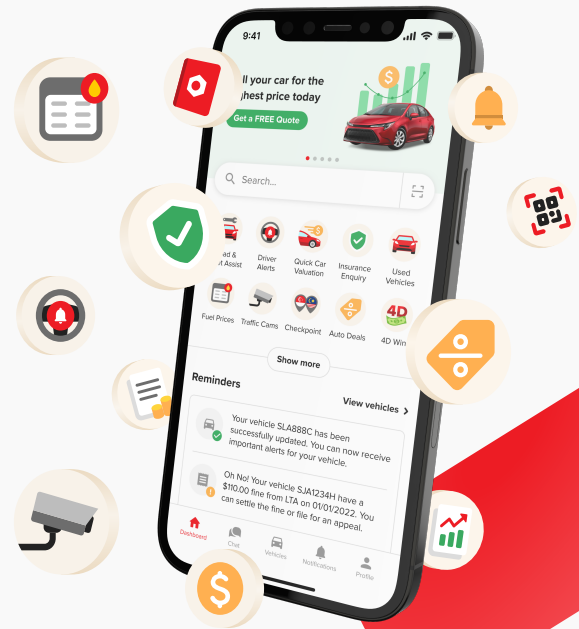 9:41
ll your car for the
ghest price today
Get a FREE Quote
Search...
ad &
t Assist
Driver
Alerts
Quick Car
Valuation
Insurance
Enquiry
Used
Vehicles
Fuel Prices
Traffic Cams
Checkpoint
Auto Deals
4D
4D Win
Show more
Reminders
View vehicles
Your vehicle SLA888C has been
successfully updated. You can now receive
important alerts for your vehicle.
Oh No! Your vehicle SJA1234H have a
$110.00 fine from LTA on 01/01/2022. You
can settle the fine or file for an appeal.
Dashboard
Chat
Vehicles
Notifications
Profile